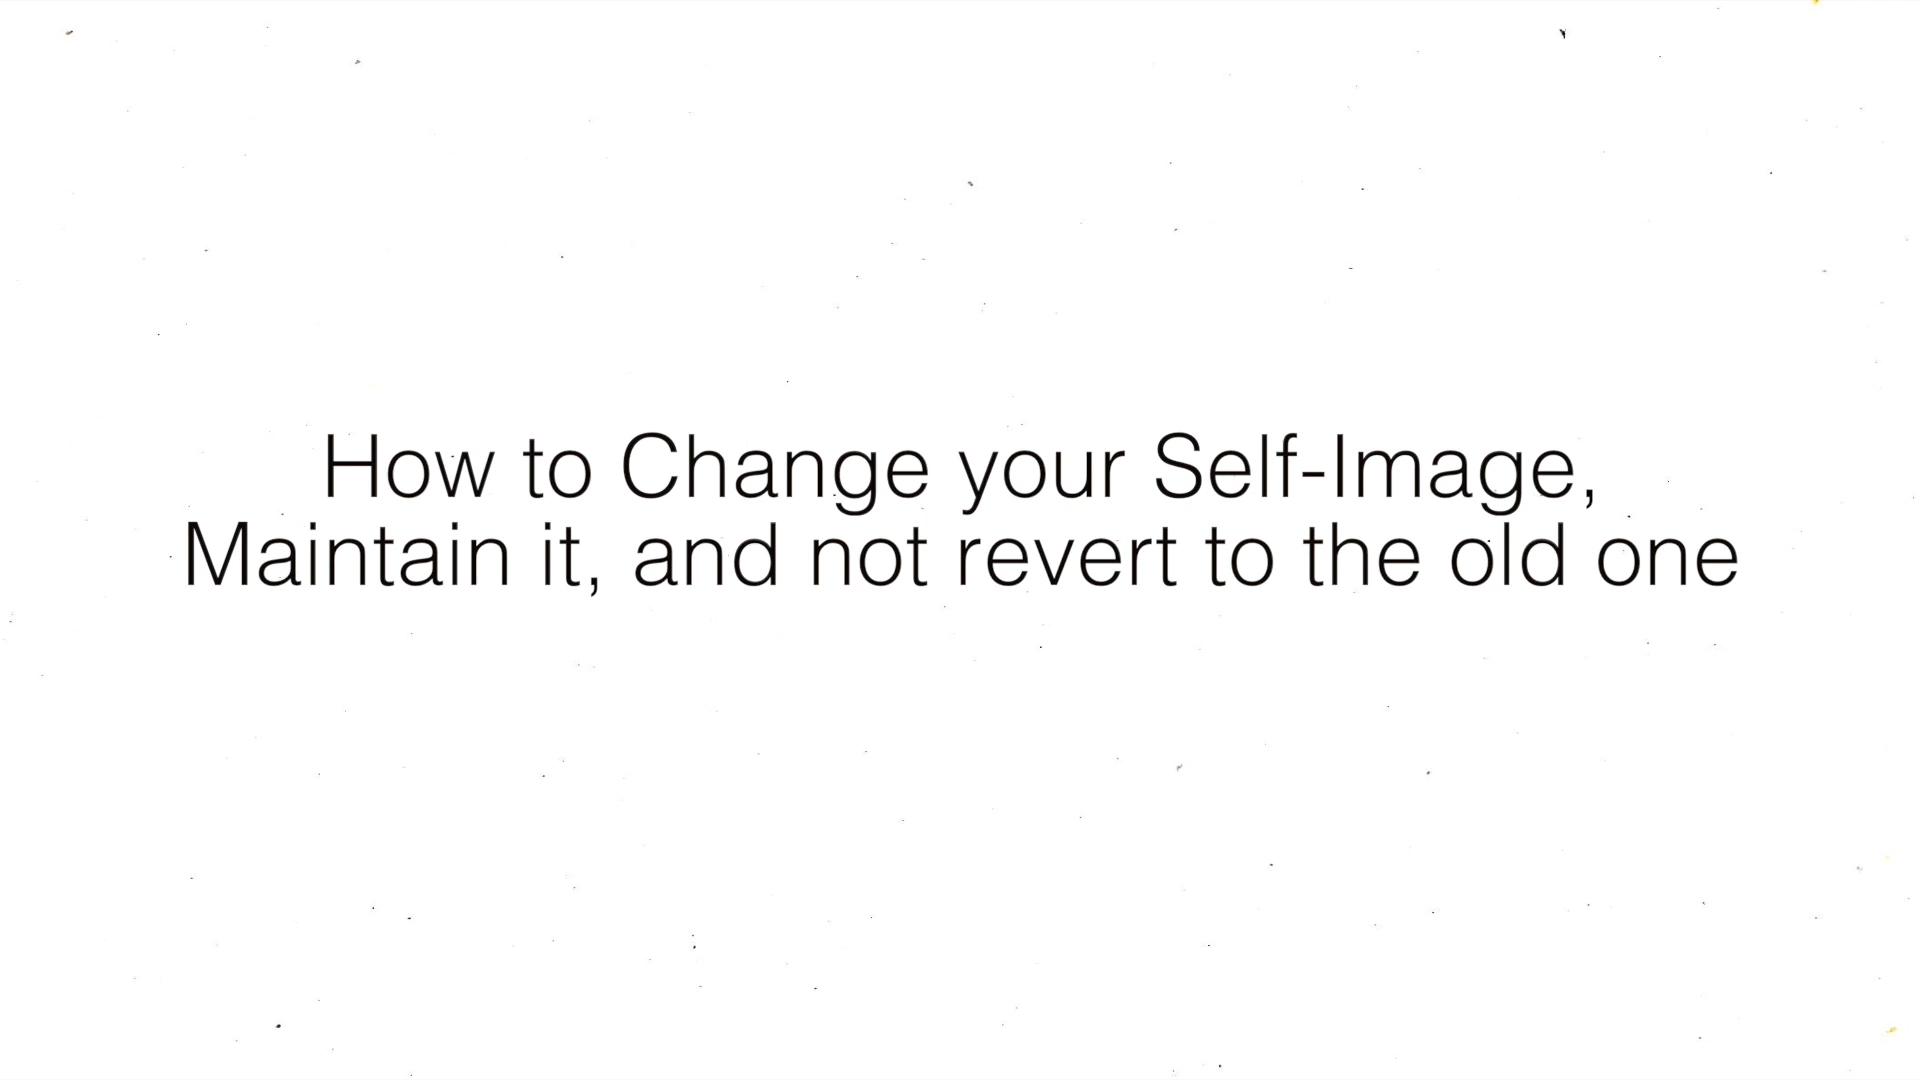 How to Change your Self-Image,
Maintain it, and not revert to the old one